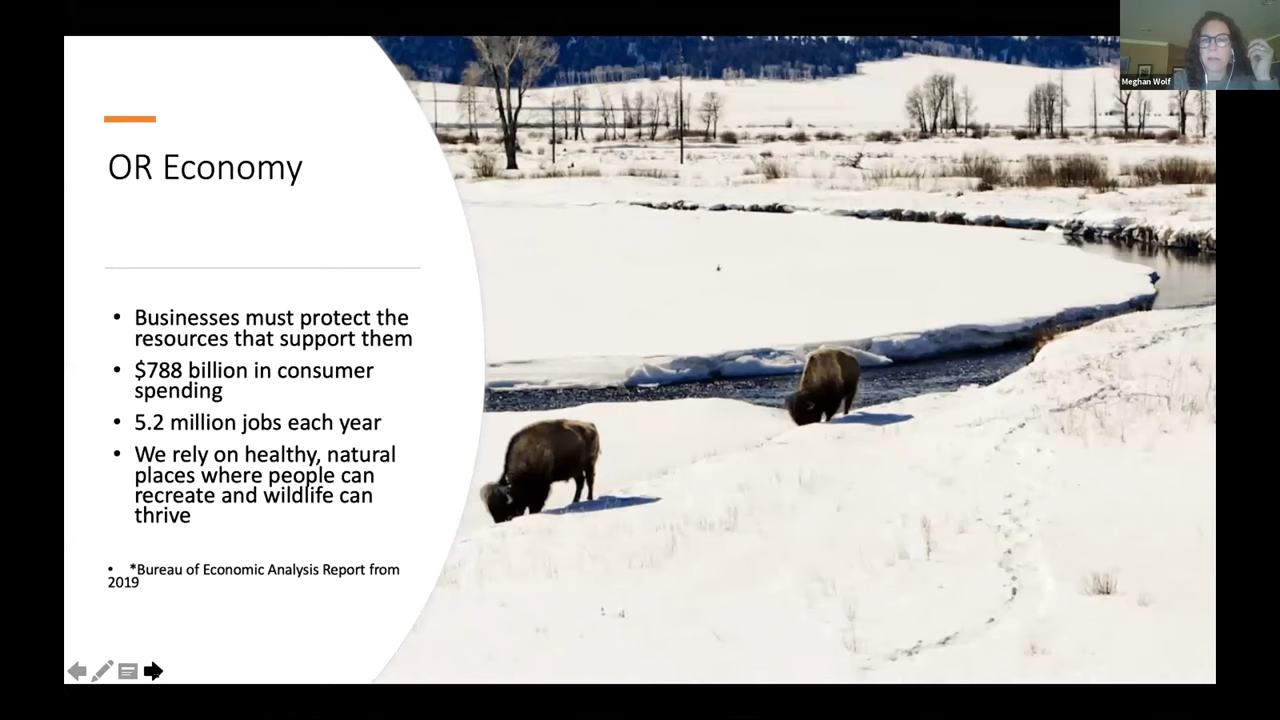 Meghan Wolf
OR Economy
• Businesses must protect the
resources that support them
• $788 billion in consumer
spending
• 5.2 million jobs each year
• We rely on healthy, natural
places where people can
recreate and wildlife can
thrive
• *Bureau of Economic Analysis Report from
2019